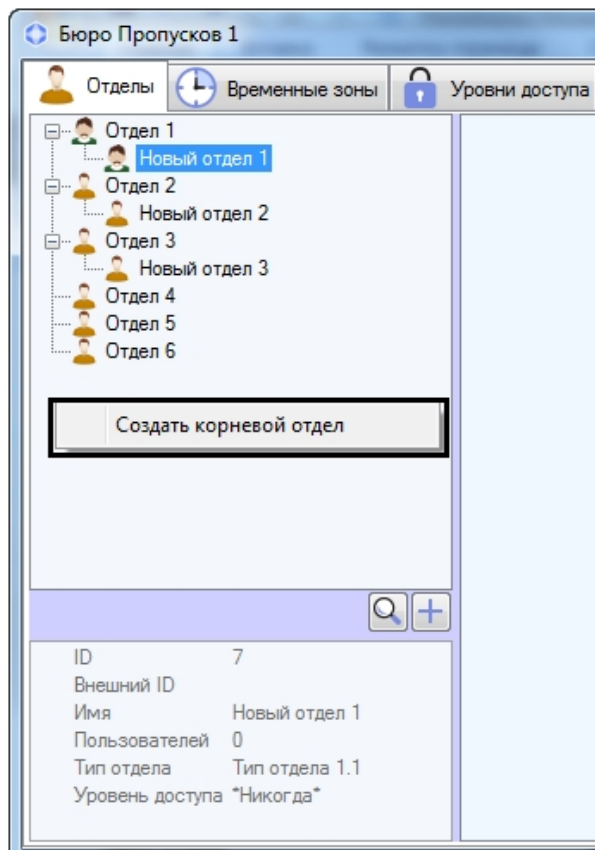 Бюро Пропусков 1
Отделы Временные зоны Уровни доступа
Отдел 1
Новый отдел 1
Отдел 2
Новый отдел 2
Отдел 3
Новый отдел 3
Отдел 4
Отдел 5
Отдел 6
Создать корневой отдел
ID 7
Внешний ID
Имя Новый отдел 1
Пользователей 0
Тип отдела Тип отдела 1.1
Уровень доступа *Никогда*